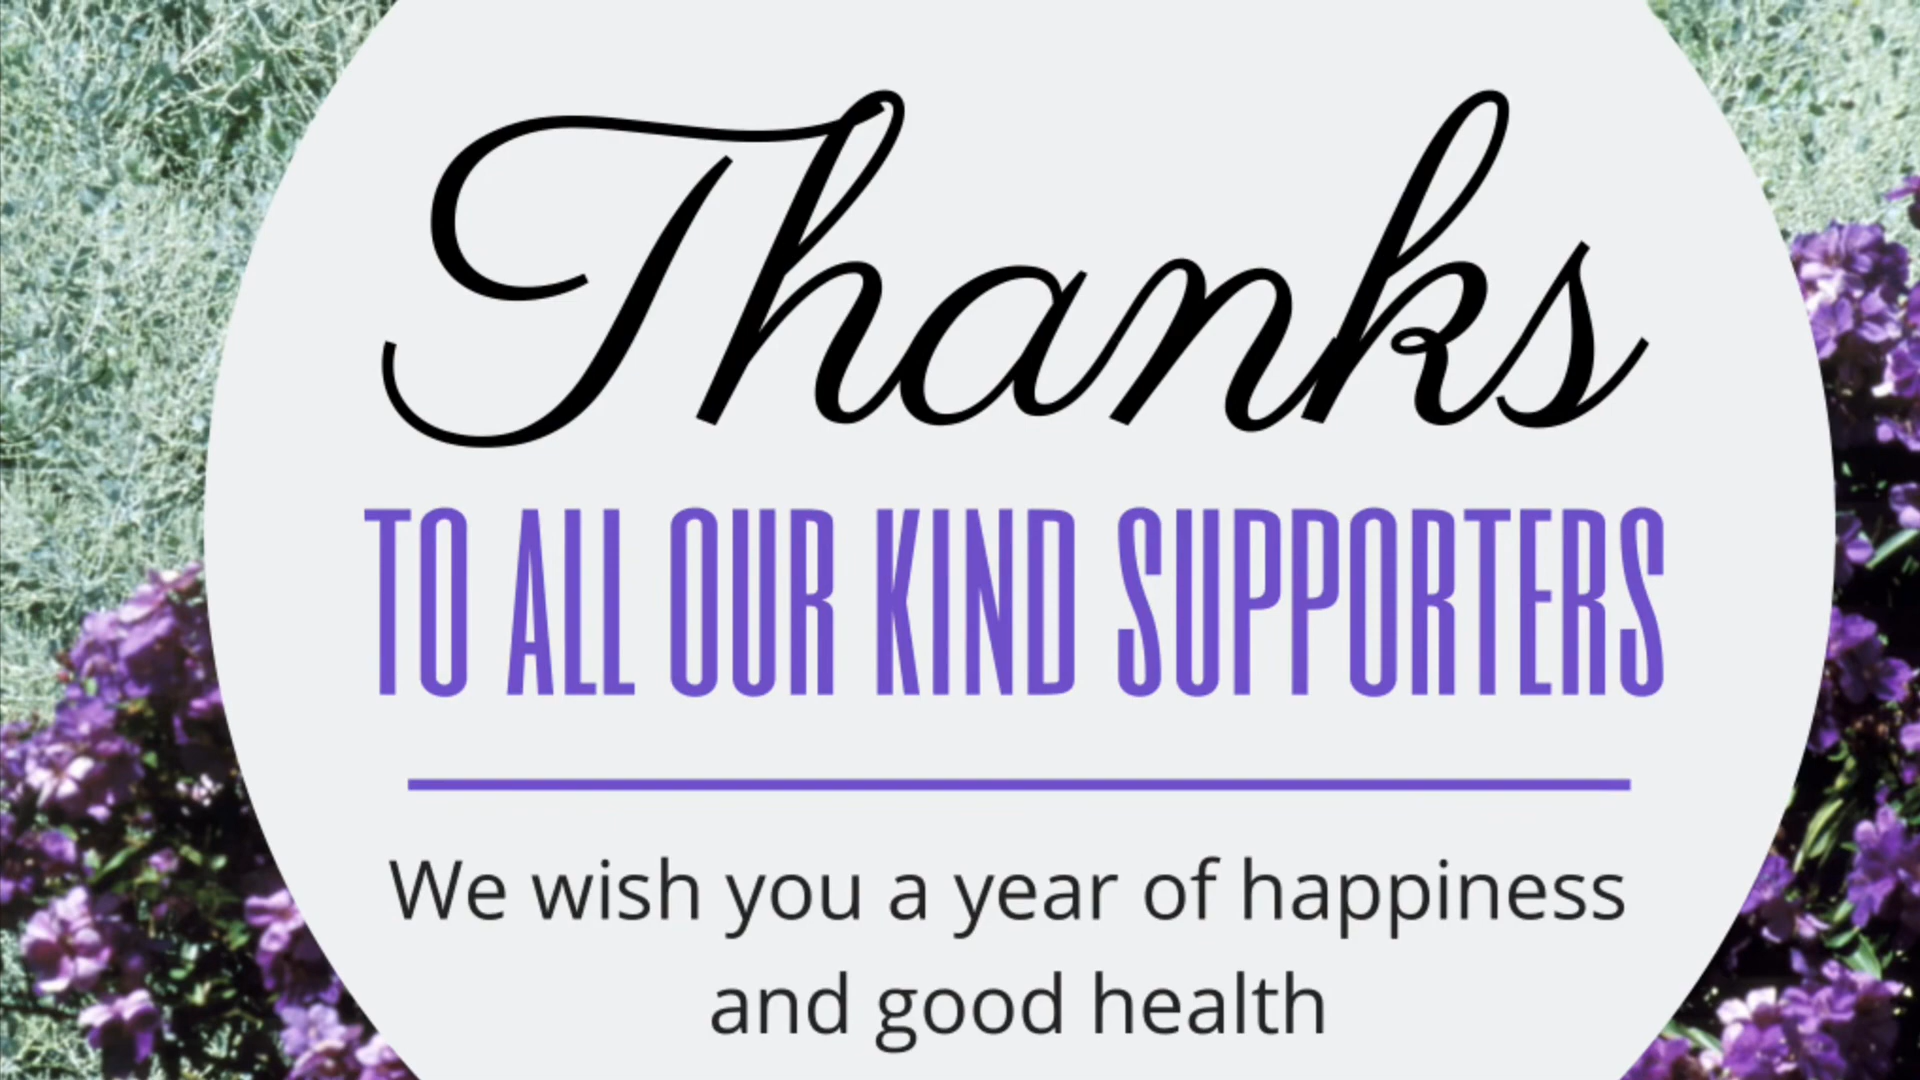 Thanks
TO ALL OUR KIND SUPPORTERS
We wish you a year of happiness
and good health